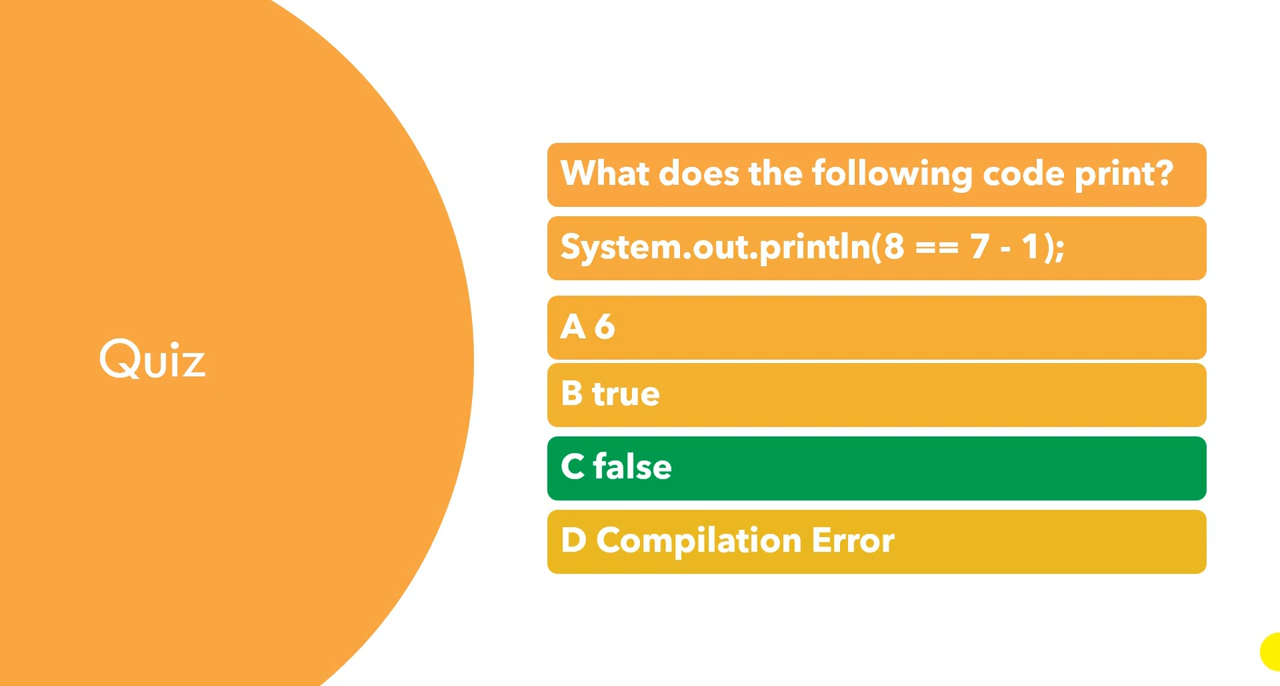 Quiz
What does the following code print?
System.out.println(8 == 7 - 1);
A 6
B true
C false
D Compilation Error